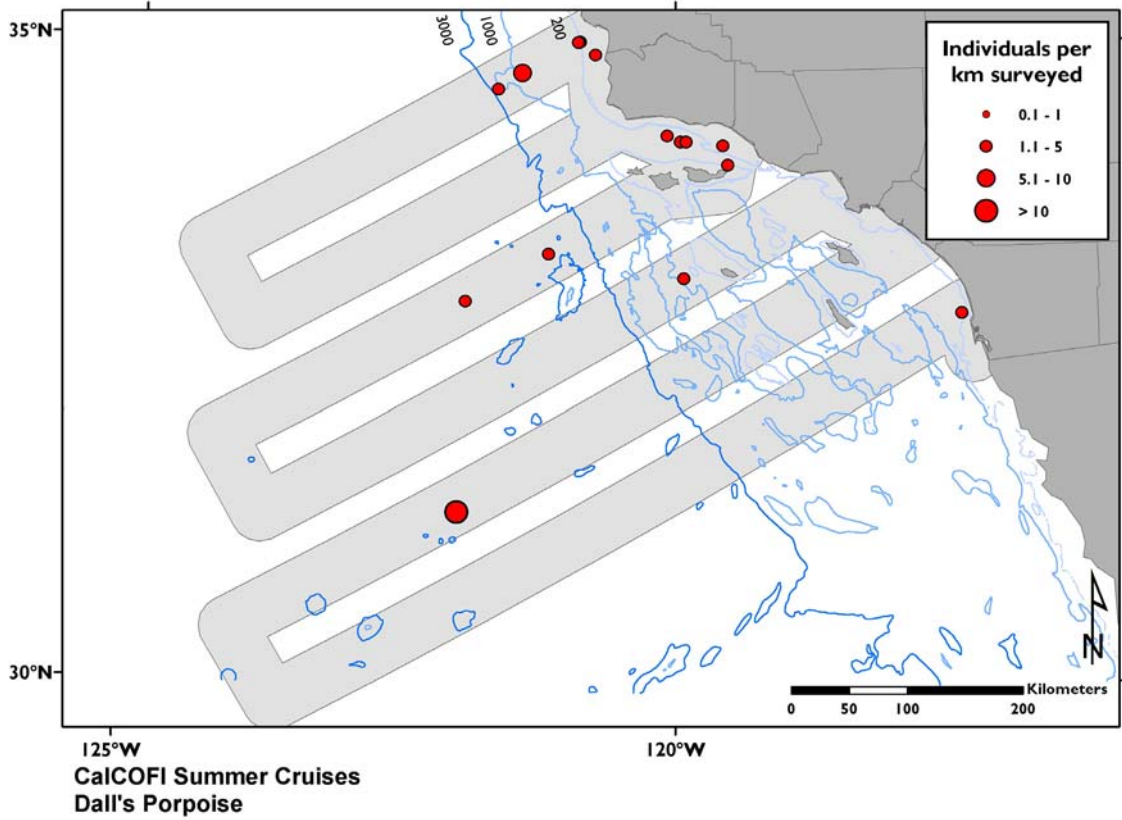 35°N
3000
1000
200
Individuals per
km surveyed
0.1 - 1
1.1 - 5
5.1 - 10
> 10
30°N
N
Kilometers
0 50 100 200
125°W 120°W
CalCOFI Summer Cruises
Dall's Porpoise